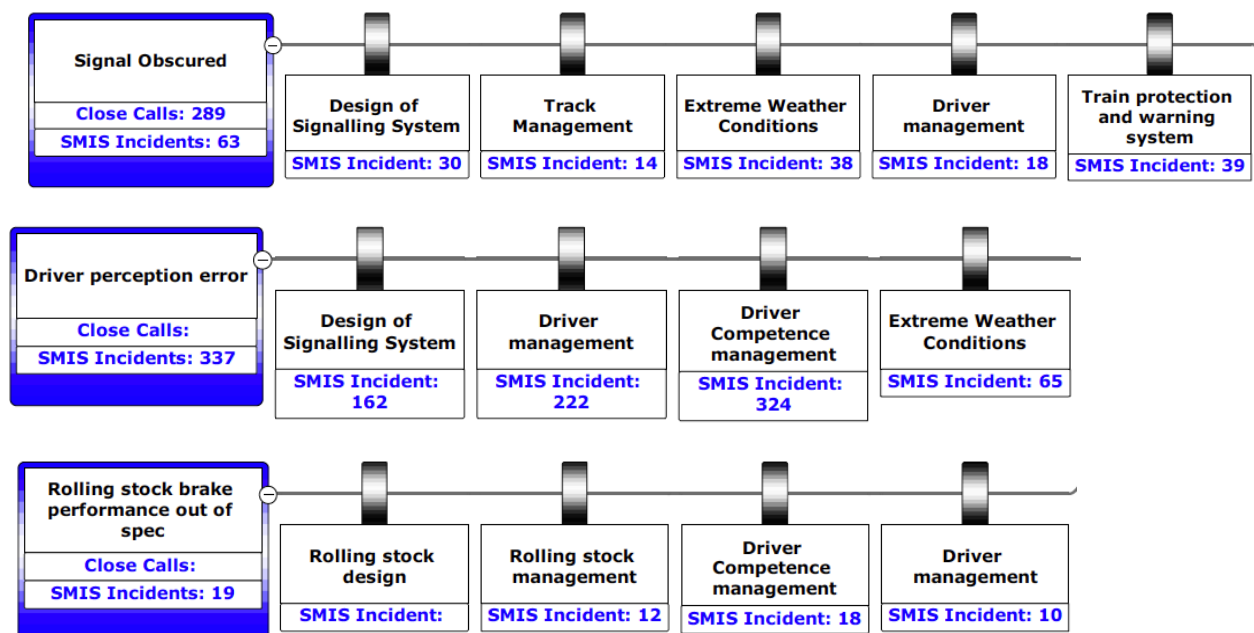 Signal Obscured
Close Calls: 289
SMIS Incidents: 63
Design of
Signalling System
SMIS Incident: 30
Track
Management
SMIS Incident: 14
Extreme Weather
Conditions
SMIS Incident: 38
Driver
management
SMIS Incident: 18
Train protection
and warning
system
SMIS Incident: 39
Driver perception error
Close Calls:
SMIS Incidents: 337
Design of
Signalling System
SMIS Incident:
162
Driver
management
SMIS Incident:
222
Driver
Competence
management
SMIS Incident:
324
Extreme Weather
Conditions
SMIS Incident: 65
Rolling stock brake
performance out of
spec
Close Calls:
SMIS Incidents: 19
Rolling stock
design
SMIS Incident:
Rolling stock
management
SMIS Incident: 12
Driver
Competence
management
SMIS Incident: 18
Driver
management
SMIS Incident: 10